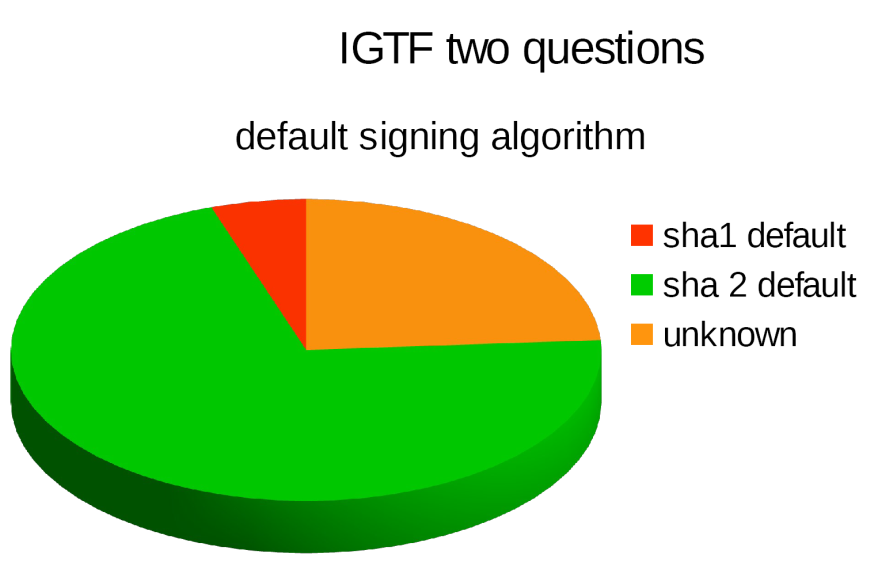 IGTF two questions
default signing algorithm
sha1 default
sha 2 default
unknown